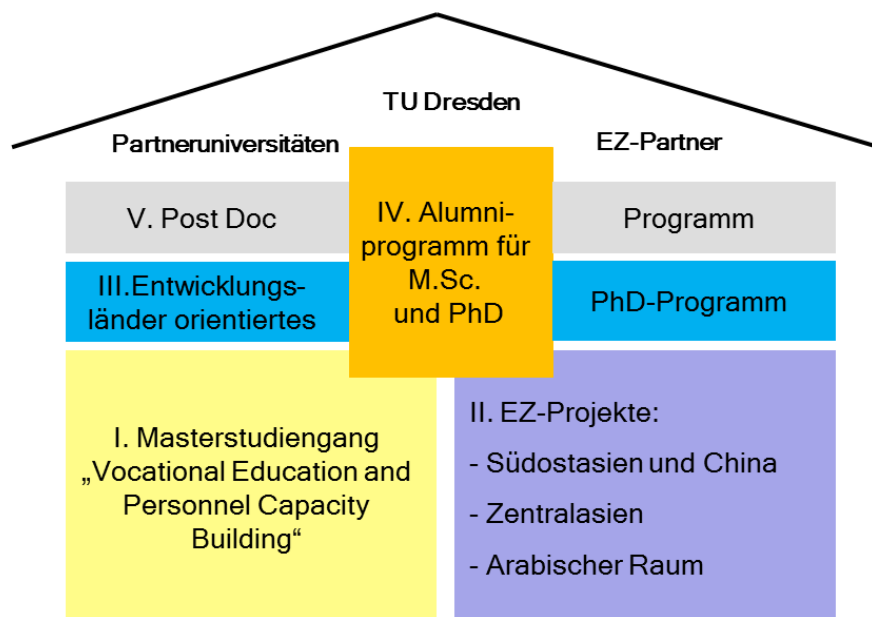 TU Dresden
Partneruniversitäten
EZ-Partner
V. Post Doc
IV. Alumni-
programm für
M.Sc.
und PhD
Programm
III.Entwicklungs-
länder orientiertes
PhD-Programm
I. Masterstudiengang
„Vocational Education and
Personnel Capacity
Building“
II. EZ-Projekte:
- Südostasien und China
- Zentralasien
- Arabischer Raum